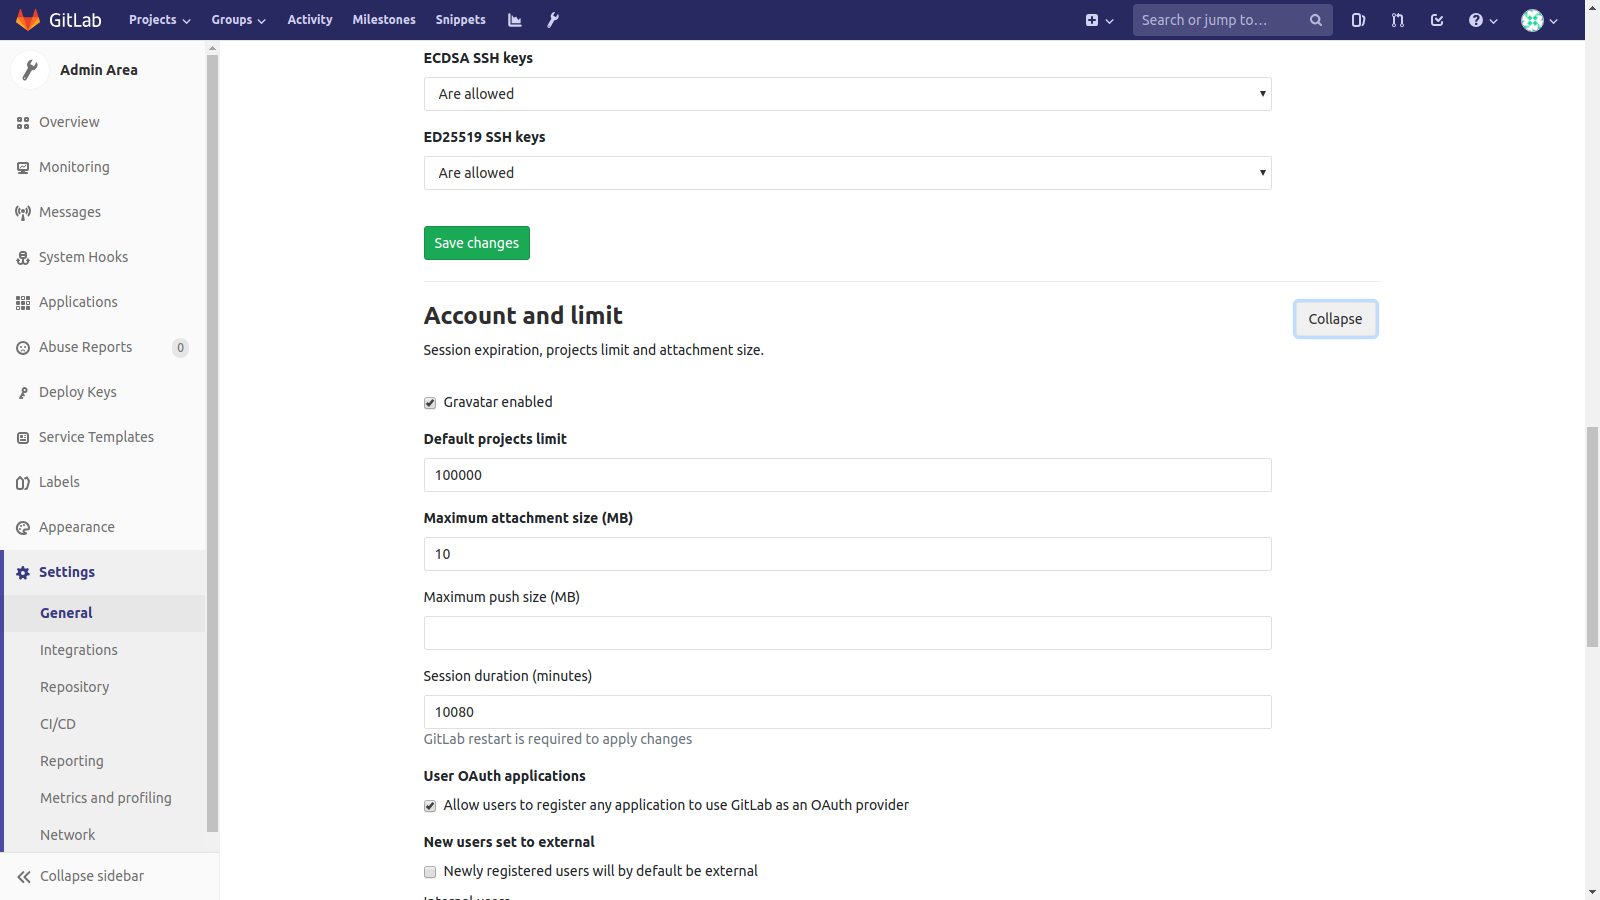 GitLab
Projects
Groups
Activity
Milestones
Snippets
Search or jump to...
Admin Area
Overview
Monitoring
Messages
System Hooks
Applications
Abuse Reports 0
Deploy Keys
Service Templates
Labels
Appearance
Settings
General
Integrations
Repository
CI/CD
Reporting
Metrics and profiling
Network
Collapse sidebar
ECDSA SSH keys
Are allowed
ED25519 SSH keys
Are allowed
Save changes
Account and limit
Collapse
Session expiration, projects limit and attachment size.
Gravatar enabled
Default projects limit
100000
Maximum attachment size (MB)
10
Maximum push size (MB)
Session duration (minutes)
10080
GitLab restart is required to apply changes
User OAuth applications
Allow users to register any application to use GitLab as an OAuth provider
New users set to external
Newly registered users will by default be external